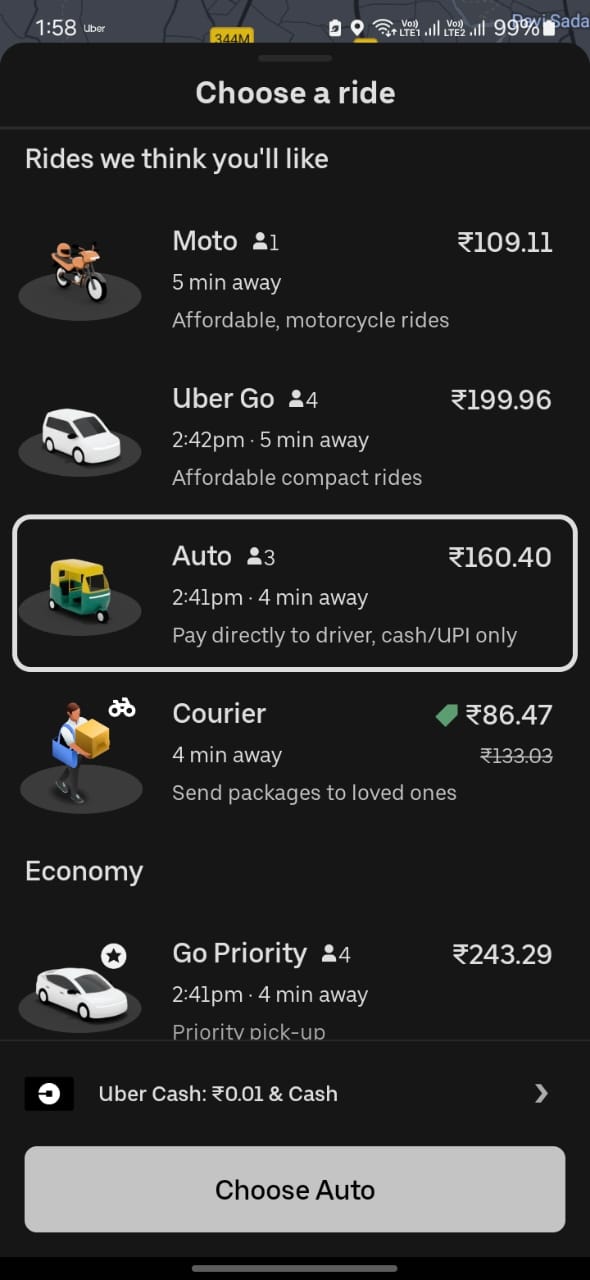 1:58 Uber
Vo)) LTE1 Vo)) LTE2 99%
344M
Choose a ride
Rides we think you'll like
Moto 1 ₹109.11
5 min away
Affordable, motorcycle rides
Uber Go 4 ₹199.96
2:42pm · 5 min away
Affordable compact rides
Auto 3 ₹160.40
2:41pm · 4 min away
Pay directly to driver, cash/UPI only
Courier ₹86.47
4 min away ₹133.03
Send packages to loved ones
Economy
Go Priority 4 ₹243.29
2:41pm · 4 min away
Priority pick-up
Uber Cash: ₹0.01 & Cash
Choose Auto